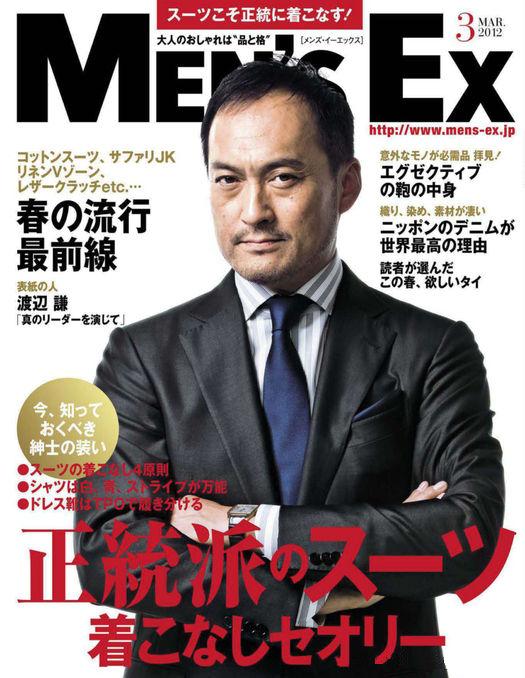 スーツこそ正統に着こなす!
大人のおしゃれは“品と格”
[メンズ・イーエックス]
3 MAR. 2012
MEN'S EX
http://www.mens-ex.jp
コットンスーツ、サファリJK
リネンVゾーン、
レザークラッチetc.…
春の流行
最前線
表紙の人
渡辺 謙
「真のリーダーを演じて」
意外なモノが必需品 拝見!
エグゼクティブ
の鞄の中身
織り、染め、素材が凄い
ニッポンのデニムが
世界最高の理由
読者が選んだ
この春、欲しいタイ
今、知って
おくべき
紳士の装い
●スーツの着こなし4原則
●シャツは白、青、ストライプが万能
●ドレス靴はTPOで履き分ける
正統派のスーツ
着こなしセオリー